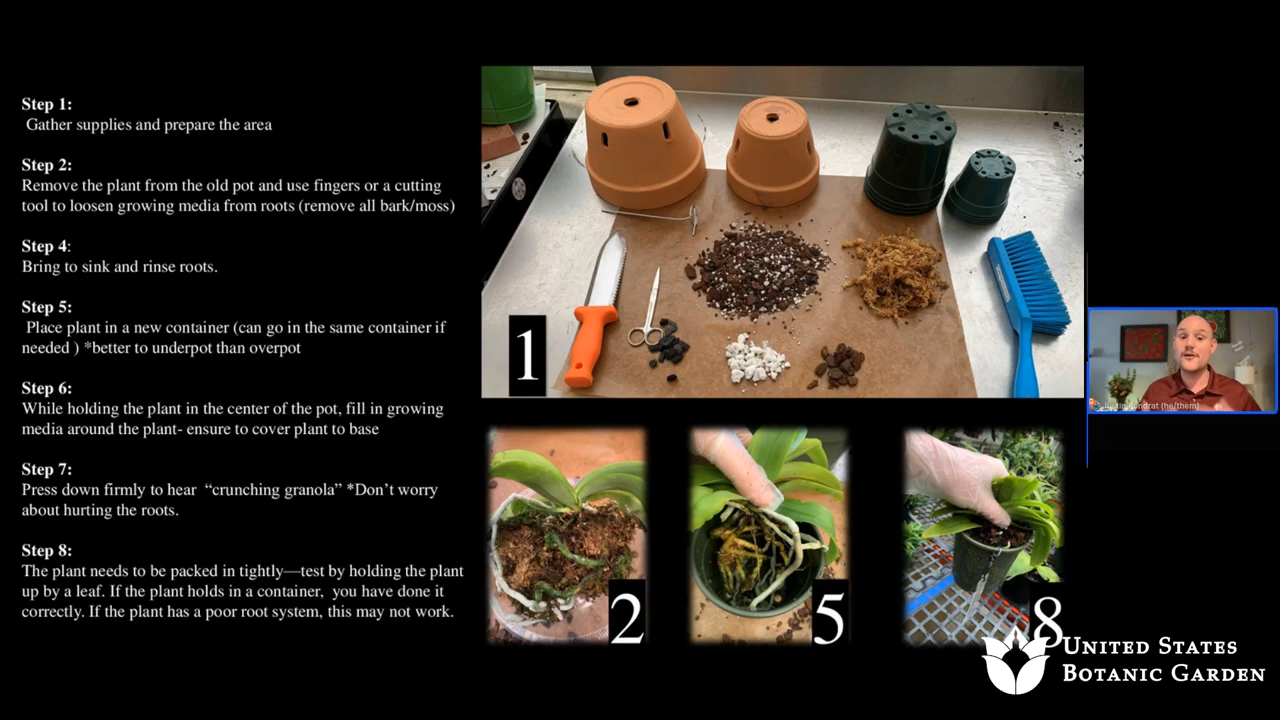 Step 1:
Gather supplies and prepare the area
Step 2:
Remove the plant from the old pot and use fingers or a cutting
tool to loosen growing media from roots (remove all bark/moss)
Step 4:
Bring to sink and rinse roots.
Step 5:
Place plant in a new container (can go in the same container if
needed ) *better to underpot than overpot
Step 6:
While holding the plant in the center of the pot, fill in growing
media around the plant- ensure to cover plant to base
Step 7:
Press down firmly to hear “crunching granola” *Don’t worry
about hurting the roots.
Step 8:
The plant needs to be packed in tightly—test by holding the plant
up by a leaf. If the plant holds in a container, you have done it
correctly. If the plant has a poor root system, this may not work.
1
2
5
8
(he/them)
UNITED STATES
BOTANIC GARDEN